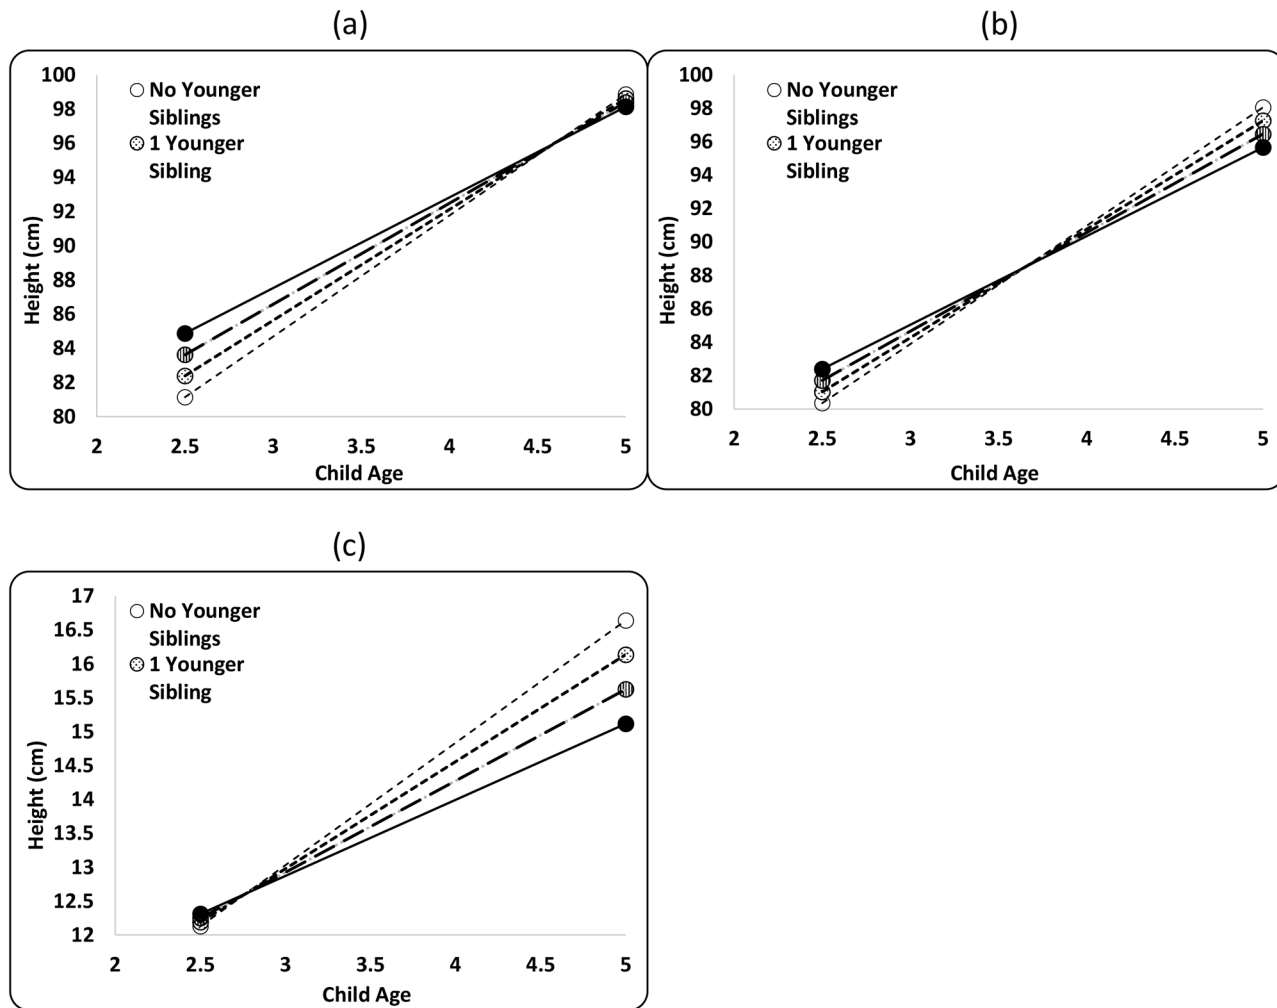 (a)
100
98
96
94
92
90
88
86
84
82
80
Height (cm)
No Younger
Siblings
1 Younger
Sibling
2 2.5 3 3.5 4 4.5 5
Child Age
(b)
100
98
96
94
92
90
88
86
84
82
80
Height (cm)
No Younger
Siblings
1 Younger
Sibling
2 2.5 3 3.5 4 4.5 5
Child Age
(c)
17
16.5
16
15.5
15
14.5
14
13.5
13
12.5
12
Height (cm)
No Younger
Siblings
1 Younger
Sibling
2 2.5 3 3.5 4 4.5 5
Child Age